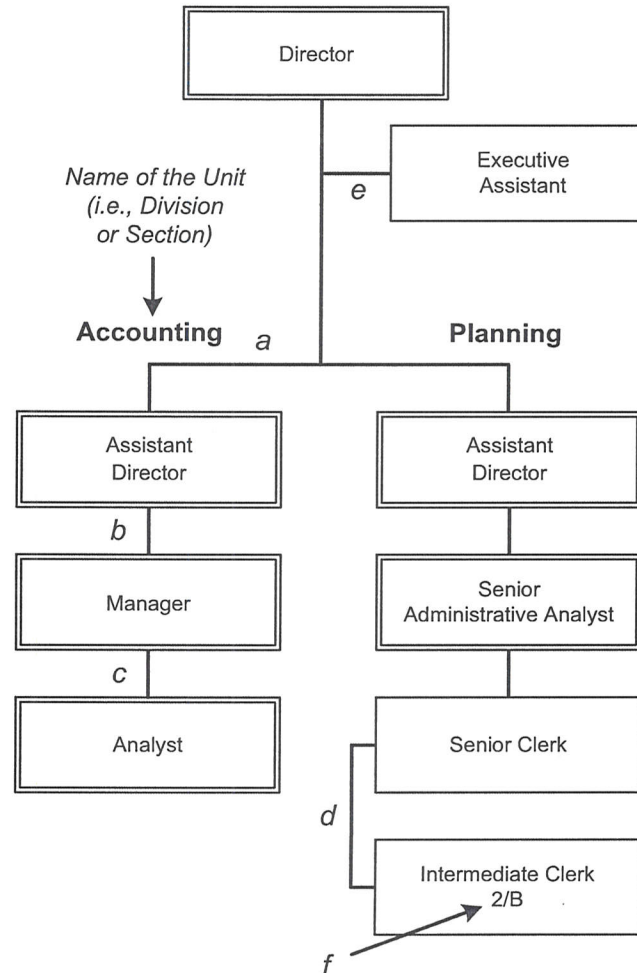 Director
Executive
Assistant
e
Name of the Unit
(i.e., Division
or Section)
Accounting
a
Planning
Assistant
Director
Assistant
Director
b
Manager
Senior
Administrative Analyst
c
Analyst
Senior Clerk
d
Intermediate Clerk
2/B
f